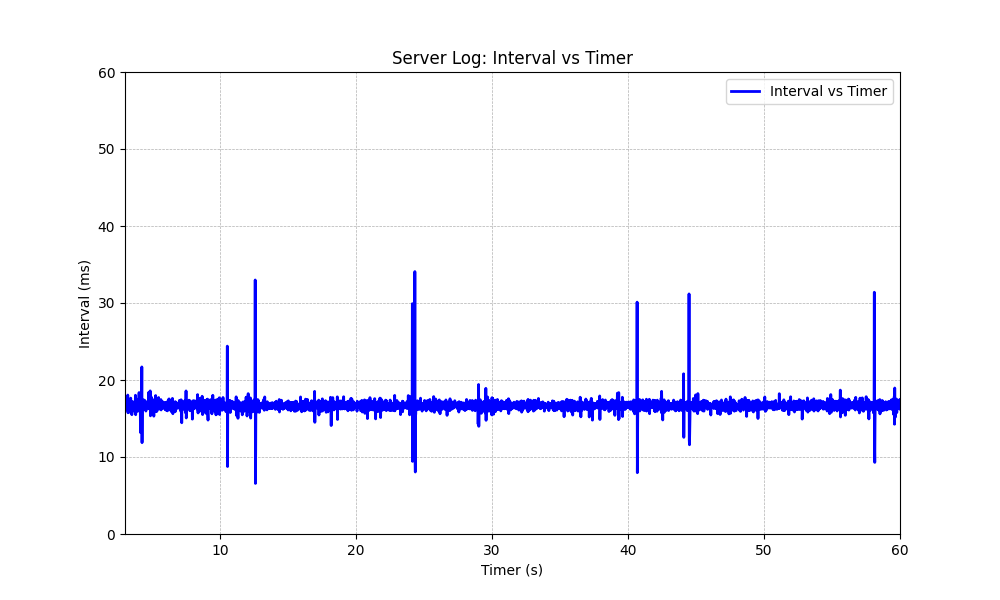 Server Log: Interval vs Timer
60
50
40
30
20
10
0
Interval (ms)
Interval vs Timer
10 20 30 40 50 60
Timer (s)